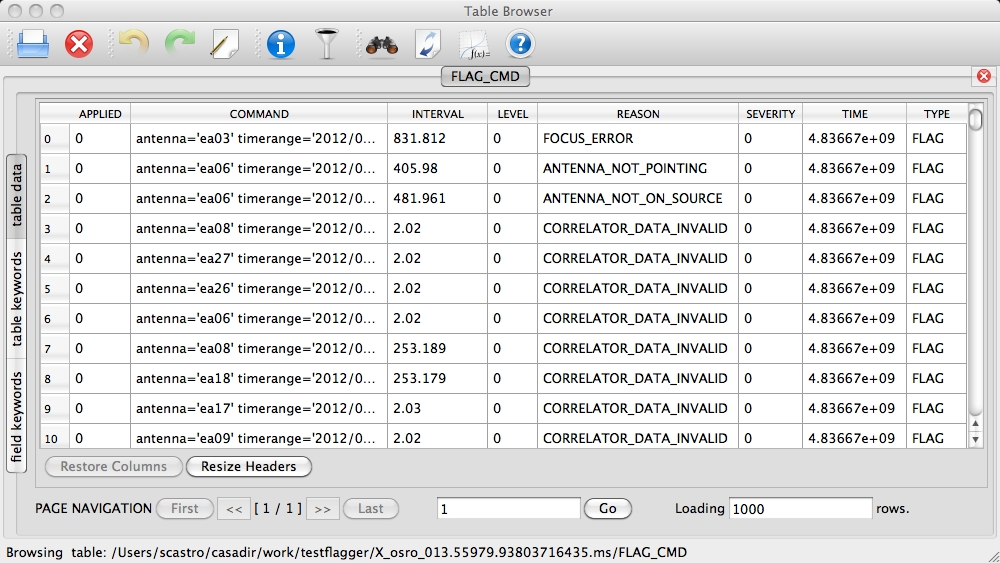 Table Browser
f(x)=
?
FLAG_CMD
APPLIED COMMAND INTERVAL LEVEL REASON SEVERITY TIME TYPE
0 0 antenna='ea03' timerange='2012/0... 831.812 0 FOCUS_ERROR 0 4.83667e+09 FLAG
1 0 antenna='ea06' timerange='2012/0... 405.98 0 ANTENNA_NOT_POINTING 0 4.83667e+09 FLAG
2 0 antenna='ea06' timerange='2012/0... 481.961 0 ANTENNA_NOT_ON_SOURCE 0 4.83667e+09 FLAG
3 0 antenna='ea08' timerange='2012/0... 2.02 0 CORRELATOR_DATA_INVALID 0 4.83667e+09 FLAG
4 0 antenna='ea27' timerange='2012/0... 2.02 0 CORRELATOR_DATA_INVALID 0 4.83667e+09 FLAG
5 0 antenna='ea26' timerange='2012/0... 2.02 0 CORRELATOR_DATA_INVALID 0 4.83667e+09 FLAG
6 0 antenna='ea06' timerange='2012/0... 2.02 0 CORRELATOR_DATA_INVALID 0 4.83667e+09 FLAG
7 0 antenna='ea08' timerange='2012/0... 253.189 0 CORRELATOR_DATA_INVALID 0 4.83667e+09 FLAG
8 0 antenna='ea18' timerange='2012/0... 253.179 0 CORRELATOR_DATA_INVALID 0 4.83667e+09 FLAG
9 0 antenna='ea17' timerange='2012/0... 2.03 0 CORRELATOR_DATA_INVALID 0 4.83667e+09 FLAG
10 0 antenna='ea09' timerange='2012/0... 2.02 0 CORRELATOR_DATA_INVALID 0 4.83667e+09 FLAG
table data
table keywords
field keywords
Restore Columns Resize Headers
PAGE NAVIGATION First << [ 1 / 1 ] >> Last 1 Go Loading 1000 rows.
Browsing table: /Users/scastro/casadir/work/testflagger/X_osro_013.55979.93803716435.ms/FLAG_CMD